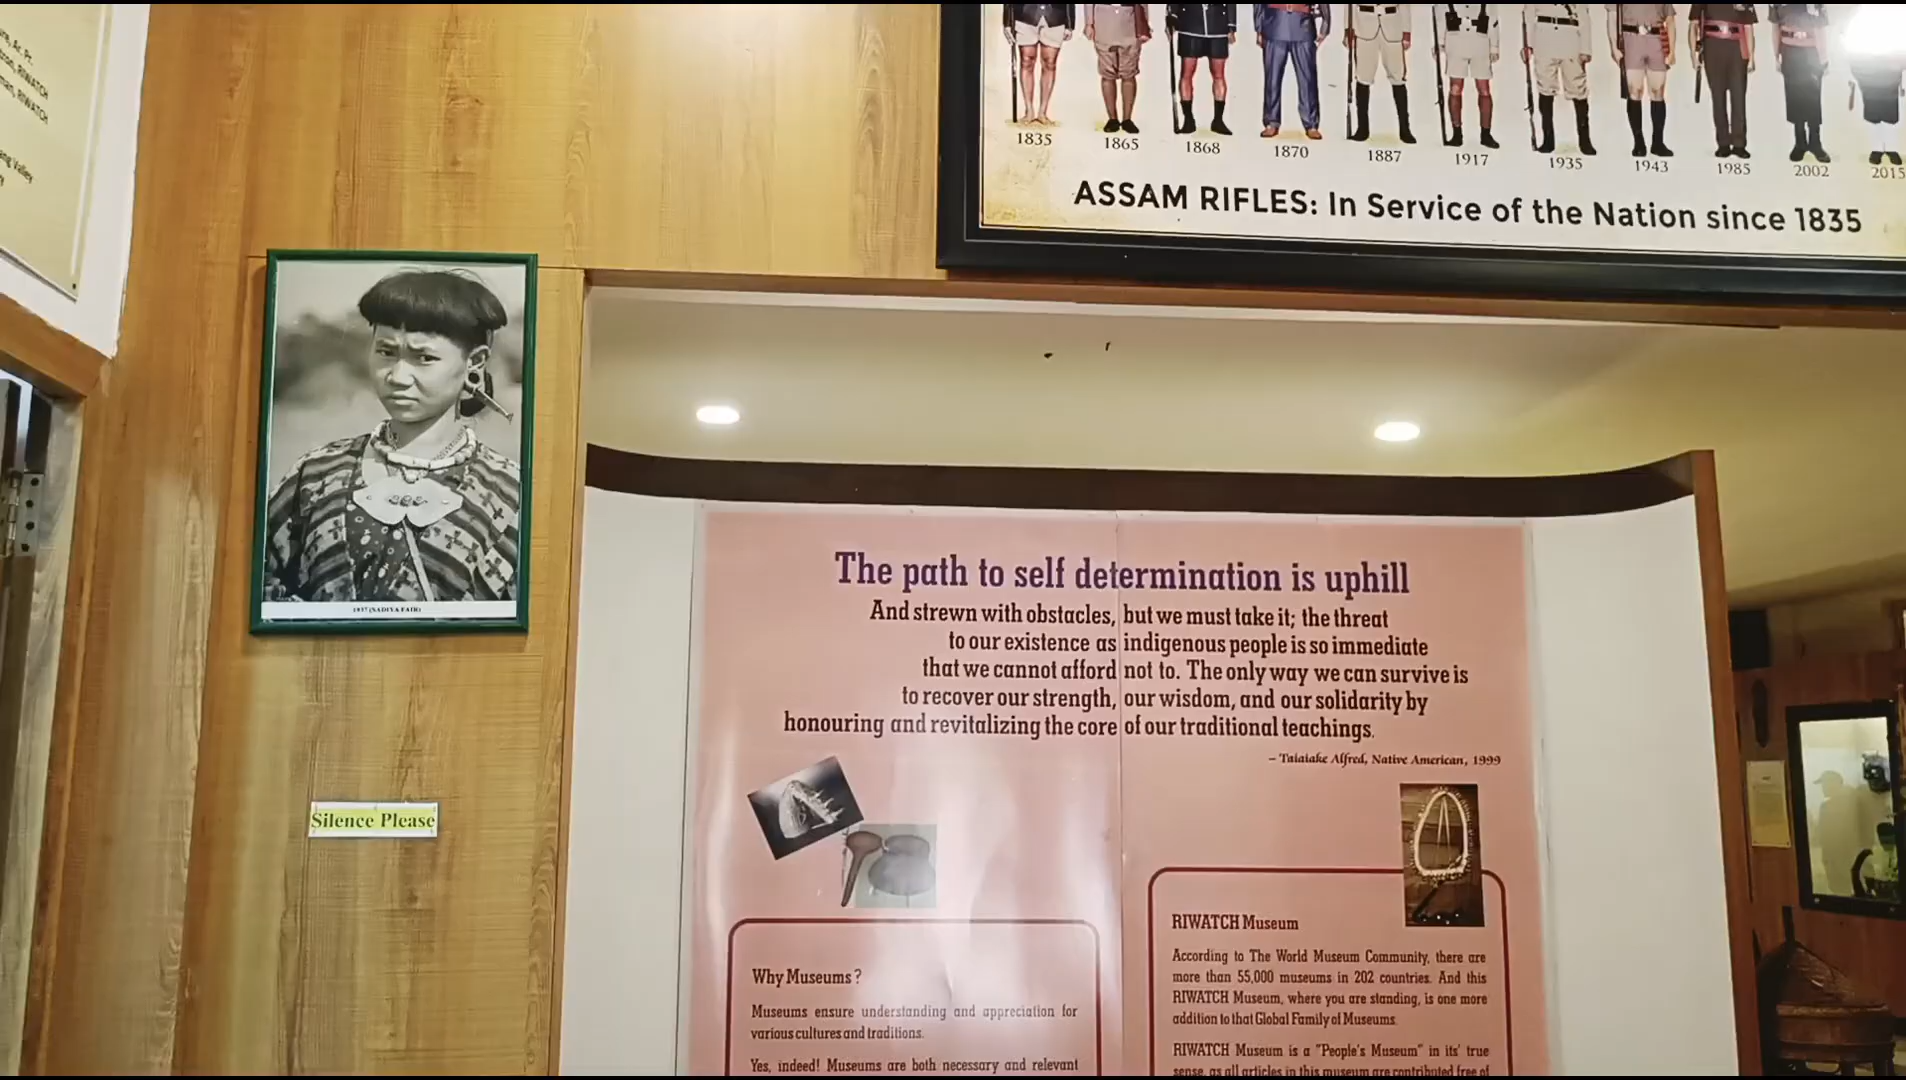 Ar. Pr.
RIWATCH
RIWATCH
Valley
1835
1865
1868
1870
1887
1917
1935
1943
1985
2002
2015
ASSAM RIFLES: In Service of the Nation since 1835
1937 (SADIYA FAIR)
Silence Please
The path to self determination is uphill
And strewn with obstacles, but we must take it; the threat
to our existence as indigenous people is so immediate
that we cannot afford not to. The only way we can survive is
to recover our strength, our wisdom, and our solidarity by
honouring and revitalizing the core of our traditional teachings.
– Taiaiake Alfred, Native American, 1999
Why Museums ?
Museums ensure understanding and appreciation for
various cultures and traditions.
Yes, indeed! Museums are both necessary and relevant
RIWATCH Museum
According to The World Museum Community, there are
more than 55,000 museums in 202 countries. And this
RIWATCH Museum, where you are standing, is one more
addition to that Global Family of Museums.
RIWATCH Museum is a "People's Museum" in its' true
sense, as all articles in this museum are contributed free of